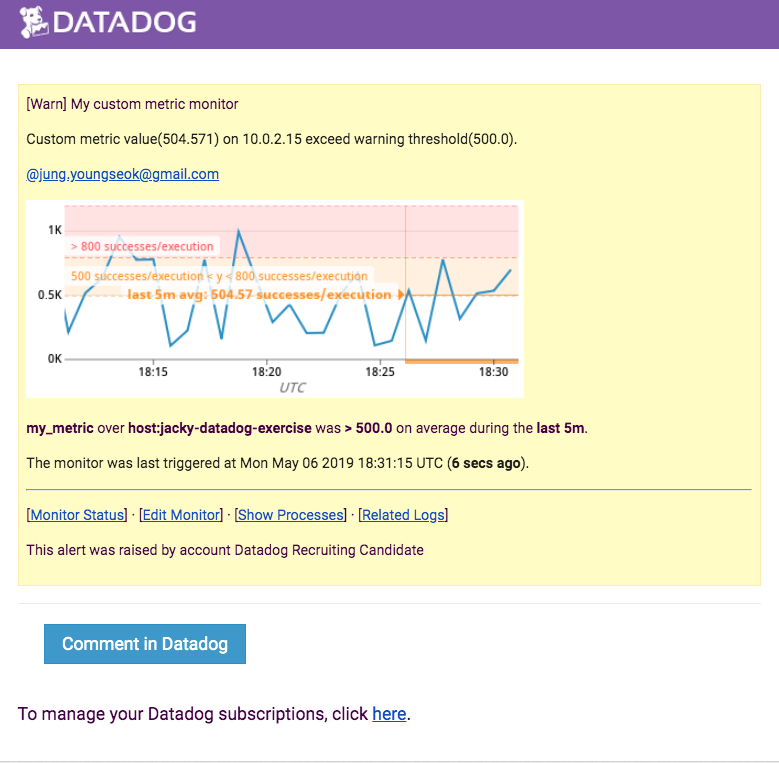 DATADOG
[Warn] My custom metric monitor
Custom metric value(504.571) on 10.0.2.15 exceed warning threshold(500.0).
@jung.youngseok@gmail.com
1K
> 800 successes/execution
500 successes/execution < y < 800 successes/execution
0.5K
last 5m avg: 504.57 successes/execution
0K
18:15 18:20 18:25 18:30
UTC
my_metric over host:jacky-datadog-exercise was > 500.0 on average during the last 5m.
The monitor was last triggered at Mon May 06 2019 18:31:15 UTC (6 secs ago).
[Monitor Status] · [Edit Monitor] · [Show Processes] · [Related Logs]
This alert was raised by account Datadog Recruiting Candidate
Comment in Datadog
To manage your Datadog subscriptions, click here.